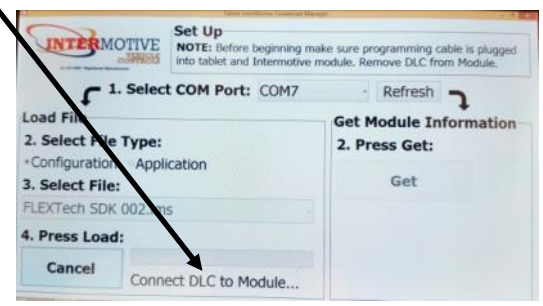 INTERMOTIVE
Set Up
NOTE: Before beginning make sure programming cable is plugged
into tablet and Intermotive module. Remove DLC from Module.
1. Select COM Port: COM7
Refresh
Load File
2. Select File Type:
Configuration Application
3. Select File:
FLEXTech SDK 002
4. Press Load:
Cancel
Connect DLC to Module...
Get Module Information
2. Press Get:
Get